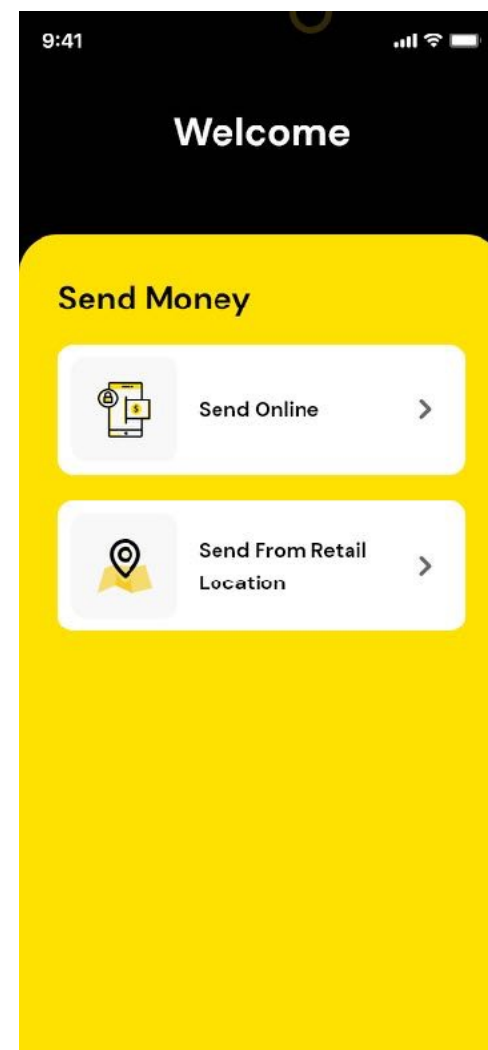 9:41
Welcome
Send Money
$
Send Online
Send From Retail
Location